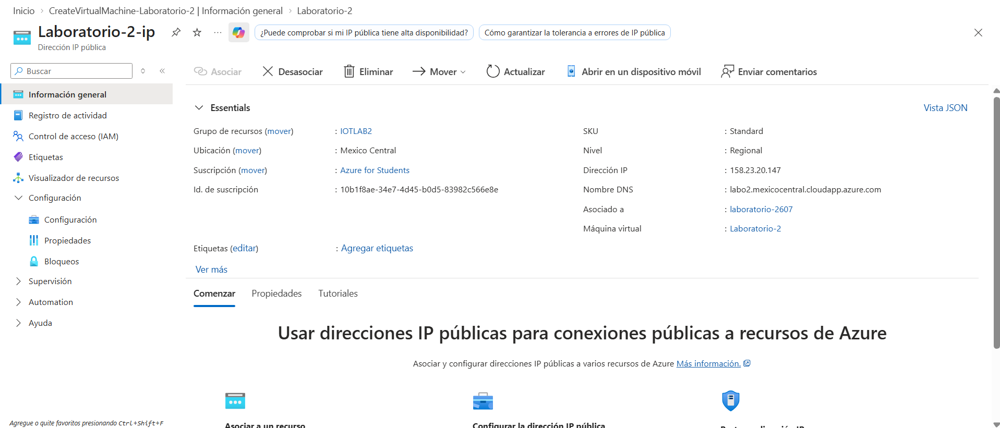 Inicio > CreateVirtualMachine-Laboratorio-2 | Información general > Laboratorio-2
Laboratorio-2-ip
¿Puede comprobar si mi IP pública tiene alta disponibilidad?
Cómo garantizar la tolerancia a errores de IP pública
Dirección IP pública
Buscar
Asociar
Desasociar
Eliminar
Mover
Actualizar
Abrir en un dispositivo móvil
Enviar comentarios
Información general
Registro de actividad
Control de acceso (IAM)
Etiquetas
Visualizador de recursos
Configuración
Configuración
Propiedades
Bloqueos
Supervisión
Automation
Ayuda
Agregue o quite favoritos presionando Ctrl+Shift+F
Essentials
Vista JSON
Grupo de recursos (mover) : IOTLAB2
Ubicación (mover) : Mexico Central
Suscripción (mover) : Azure for Students
Id. de suscripción : 10b1f8ae-34e7-4d45-b0d5-83982c566e8e
SKU : Standard
Nivel : Regional
Dirección IP : 158.23.20.147
Nombre DNS : labo2.mexicocentral.cloudapp.azure.com
Asociado a : laboratorio-2607
Máquina virtual : Laboratorio-2
Etiquetas (editar) : Agregar etiquetas
Ver más
Comenzar
Propiedades
Tutoriales
Usar direcciones IP públicas para conexiones públicas a recursos de Azure
Asociar y configurar direcciones IP públicas a varios recursos de Azure Más información.
Asociar a un recurso
Configurar la dirección IP pública